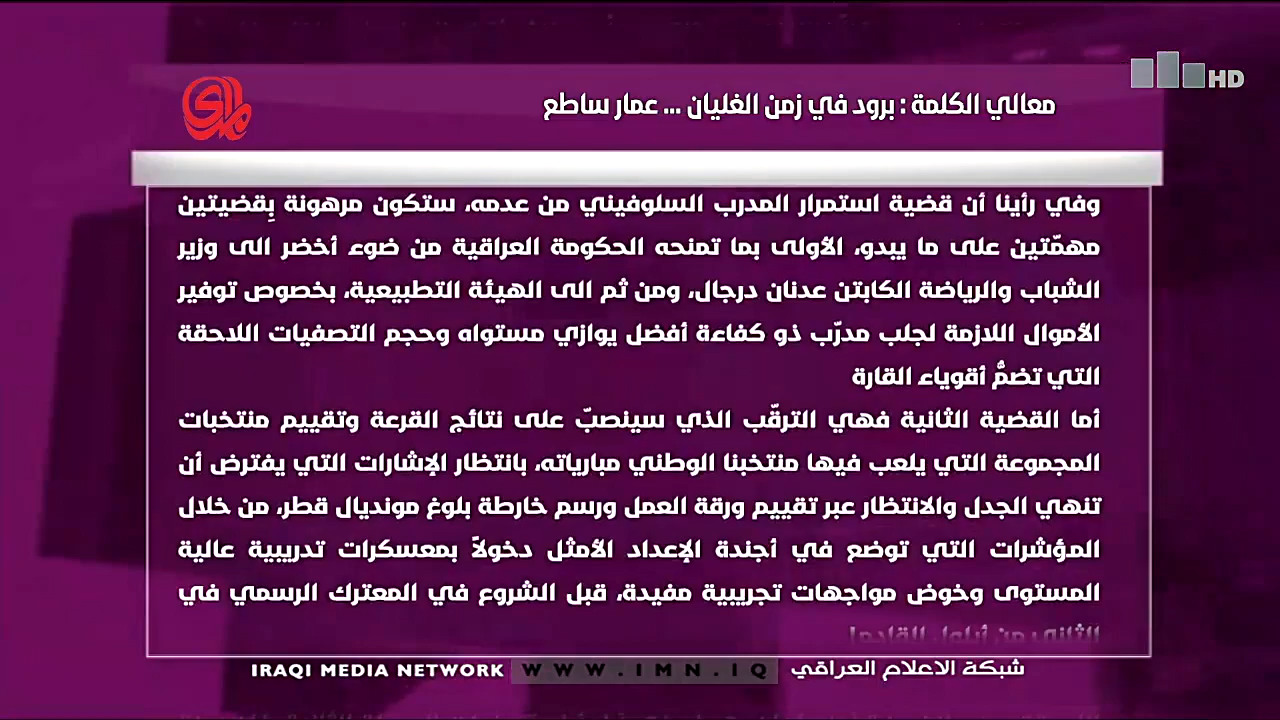 HD
المدى
معالي الكلمة : برود في زمن الغليان ... عمار ساطع
وفي رأينا أن قضية استمرار المدرب السلوفيني من عدمه، ستكون مرهونة بِقضيتين
مهمّتين على ما يبدو، الأولى بما تمنحه الحكومة العراقية من ضوء أخضر الى وزير
الشباب والرياضة الكابتن عدنان درجال، ومن ثم الى الهيئة التطبيعية، بخصوص توفير
الأموال اللازمة لجلب مدرّب ذو كفاءة أفضل يوازي مستواه وحجم التصفيات اللاحقة
التي تضمُّ أقوياء القارة
أما القضية الثانية فهي الترقّب الذي سينصبّ على نتائج القرعة وتقييم منتخبات
المجموعة التي يلعب فيها منتخبنا الوطني مبارياته، بانتظار الإشارات التي يفترض أن
تنهي الجدل والانتظار عبر تقييم ورقة العمل ورسم خارطة بلوغ مونديال قطر، من خلال
المؤشرات التي توضع في أجندة الإعداد الأمثل دخولاً بمعسكرات تدريبية عالية
المستوى وخوض مواجهات تجريبية مفيدة، قبل الشروع في المعترك الرسمي في
الثاني من أيلول القادم!
IRAQI MEDIA NETWORK WWW.IMN.IQ شبكة الاعلام العراقي